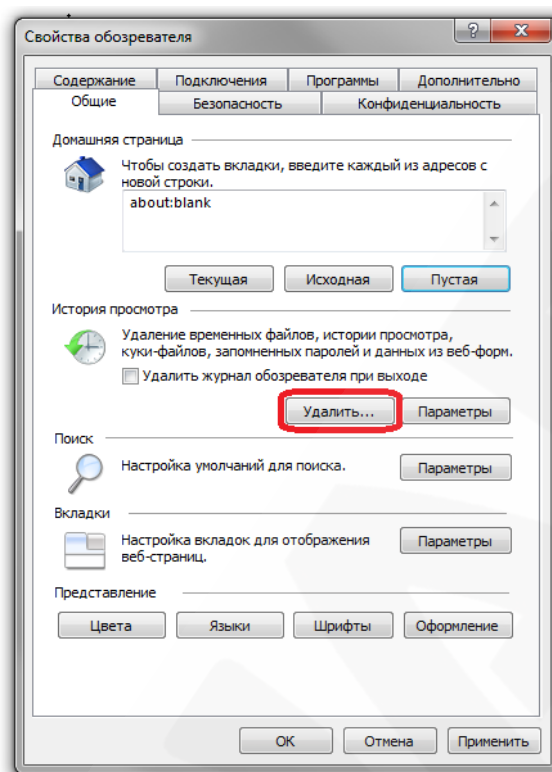 Свойства обозревателя
?
Содержание Подключения Программы Дополнительно
Общие Безопасность Конфиденциальность
Домашняя страница
Чтобы создать вкладки, введите каждый из адресов с
новой строки.
about:blank
Текущая Исходная Пустая
История просмотра
Удаление временных файлов, истории просмотра,
куки-файлов, запомненных паролей и данных из веб-форм.
Удалить журнал обозревателя при выходе
Удалить... Параметры
Поиск
Настройка умолчаний для поиска. Параметры
Вкладки
Настройка вкладок для отображения Параметры
веб-страниц.
Представление
Цвета Языки Шрифты Оформление
ОК Отмена Применить